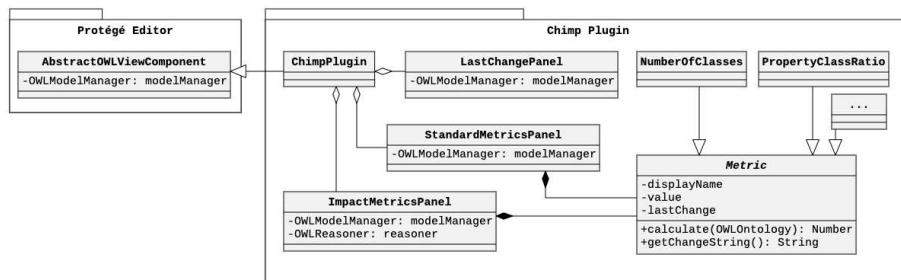 Protégé Editor
AbstractOWLViewComponent
-OWLModelManager: modelManager
Chimp Plugin
ChimpPlugin
LastChangePanel
-OWLModelManager: modelManager
NumberOfClasses
PropertyClassRatio
...
StandardMetricsPanel
-OWLModelManager: modelManager
Metric
-displayName
-value
-lastChange
+calculate(OWLOntology): Number
+getChangeString(): String
ImpactMetricsPanel
-OWLModelManager: modelManager
-OWLReasoner: reasoner